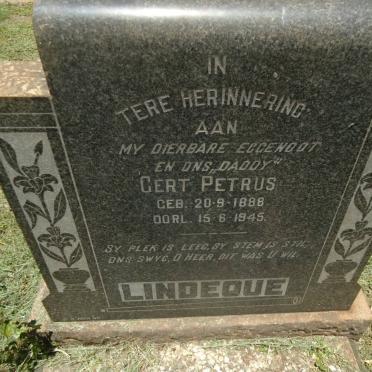 IN
TERE HERINNERING
AAN
MY DIERBARE EGGENOOT
EN ONS „DADDY"
GERT PETRUS
GEB. 20-9-1888
OORL. 15-6-1945.
SY PLEK IS LEEG, SY STEM IS STIL,
ONS SWYG, O HEER, DIT WAS U WIL.
LINDEQUE